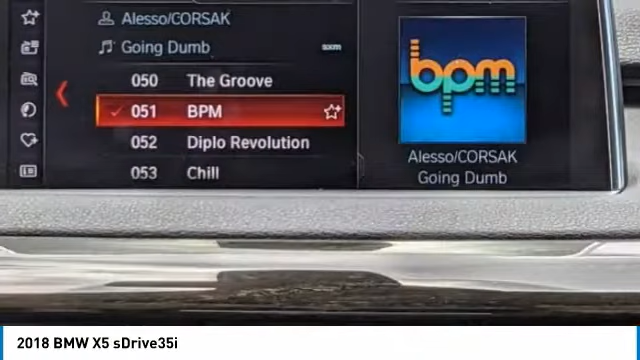 Alesso/CORSAK
Going Dumb
sxm
050 The Groove
051 BPM
052 Diplo Revolution
053 Chill
bpm
Alesso/CORSAK
Going Dumb
2018 BMW X5 sDrive35i